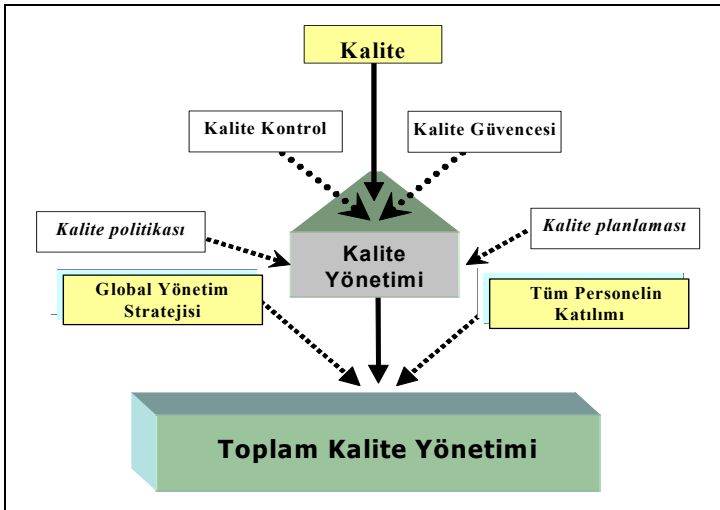 Kalite
Kalite Kontrol
Kalite Güvencesi
Kalite politikası
Kalite planlaması
Kalite
Yönetimi
Global Yönetim
Stratejisi
Tüm Personelin
Katılımı
Toplam Kalite Yönetimi